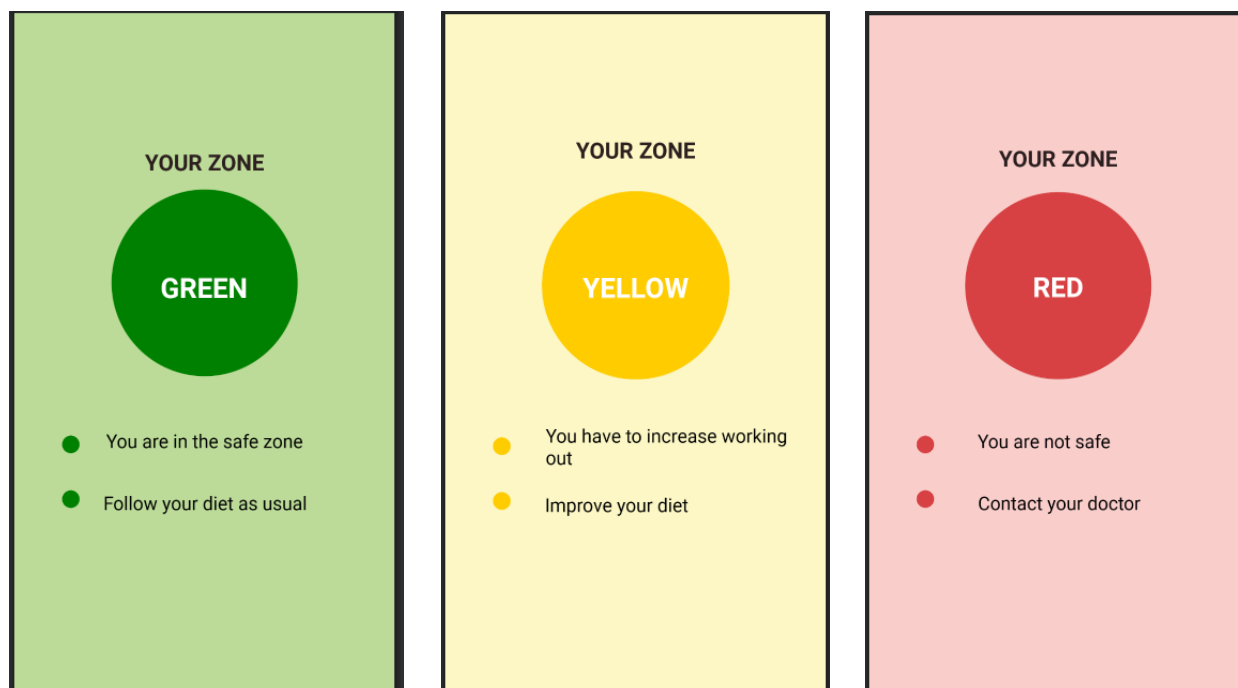 YOUR ZONE
GREEN
You are in the safe zone
Follow your diet as usual
YOUR ZONE
YELLOW
You have to increase working
out
Improve your diet
YOUR ZONE
RED
You are not safe
Contact your doctor